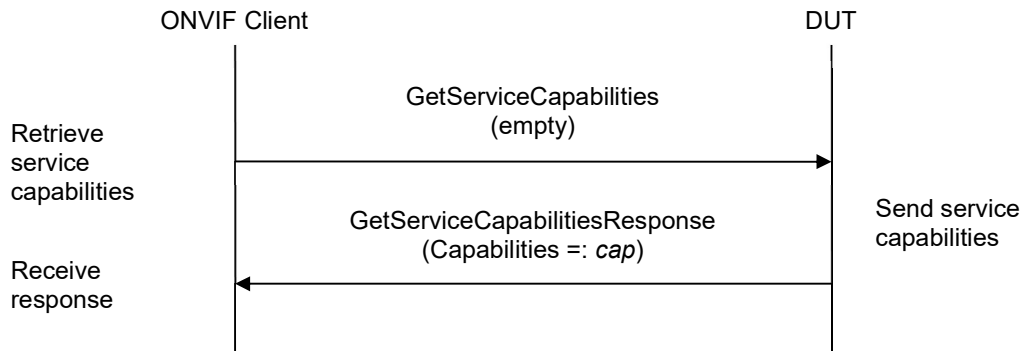 ONVIF Client
DUT
GetServiceCapabilities
(empty)
Retrieve
service
capabilities
GetServiceCapabilitiesResponse
(Capabilities =: cap)
Send service
capabilities
Receive
response